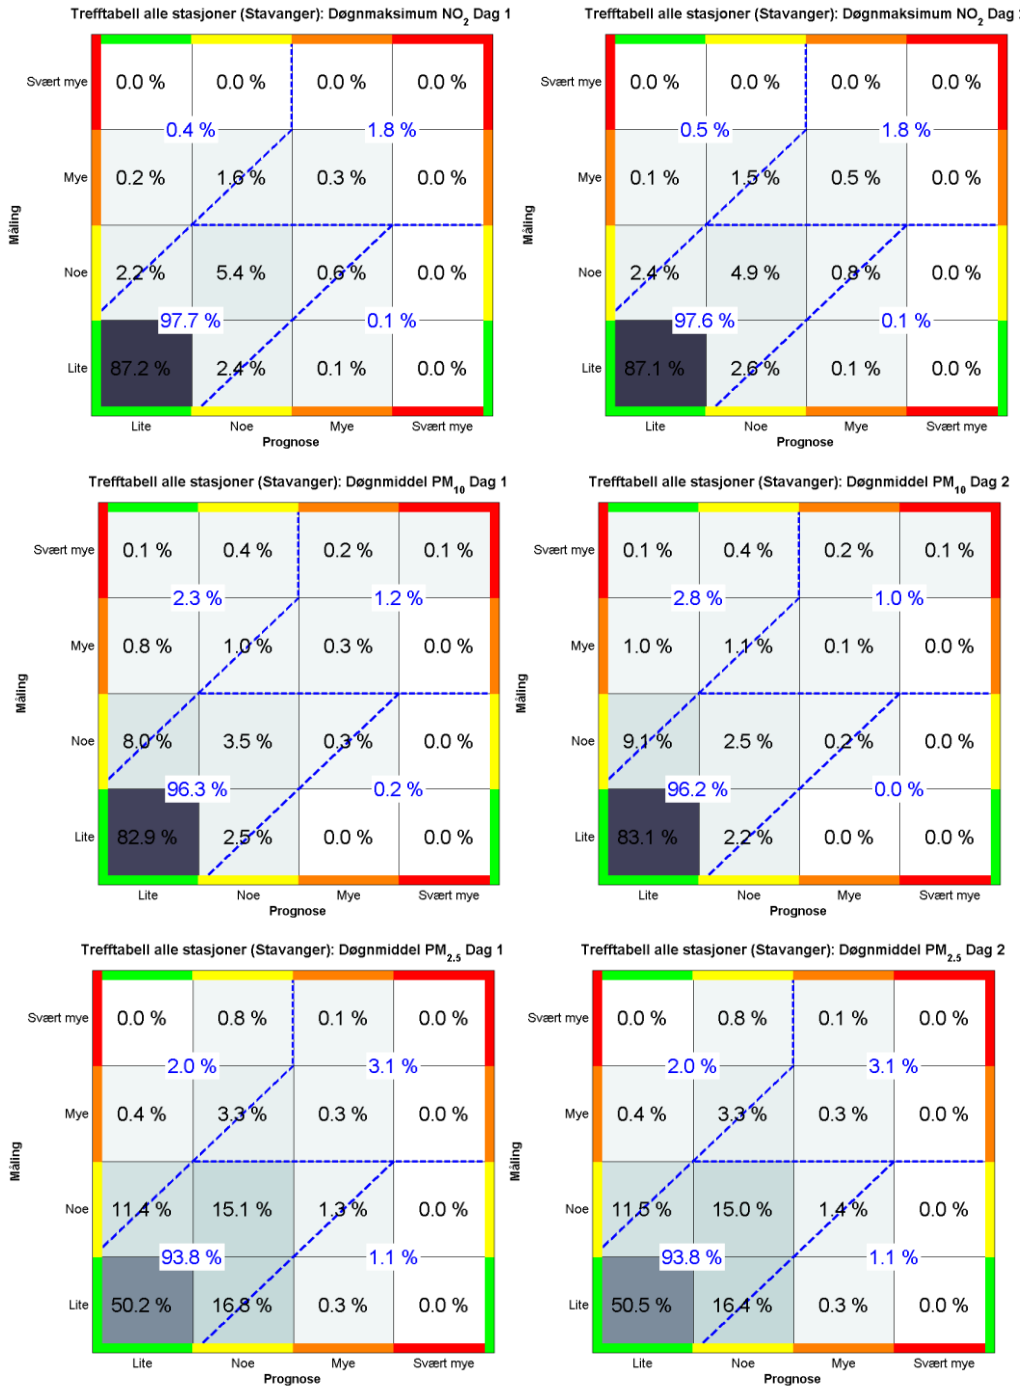 Trefftabell alle stasjoner (Stavanger): Døgnmaksimum NO2 Dag 1
Svært mye 0.0 % 0.0 % 0.0 % 0.0 %
0.4 % 1.8 %
Mye 0.2 % 1.6 % 0.3 % 0.0 %
Måling
Noe 2.2 % 5.4 % 0.6 % 0.0 %
97.7 % 0.1 %
Lite 87.2 % 2.4 % 0.1 % 0.0 %
Lite Noe Mye Svært mye
Prognose
Trefftabell alle stasjoner (Stavanger): Døgnmaksimum NO2 Dag
Svært mye 0.0 % 0.0 % 0.0 % 0.0 %
0.5 % 1.8 %
Mye 0.1 % 1.5 % 0.5 % 0.0 %
Måling
Noe 2.4 % 4.9 % 0.8 % 0.0 %
97.6 % 0.1 %
Lite 87.1 % 2.6 % 0.1 % 0.0 %
Lite Noe Mye Svært mye
Prognose
Trefftabell alle stasjoner (Stavanger): Døgnmiddel PM10 Dag 1
Svært mye 0.1 % 0.4 % 0.2 % 0.1 %
2.3 % 1.2 %
Mye 0.8 % 1.0 % 0.3 % 0.0 %
Måling
Noe 8.0 % 3.5 % 0.3 % 0.0 %
96.3 % 0.2 %
Lite 82.9 % 2.5 % 0.0 % 0.0 %
Lite Noe Mye Svært mye
Prognose
Trefftabell alle stasjoner (Stavanger): Døgnmiddel PM10 Dag 2
Svært mye 0.1 % 0.4 % 0.2 % 0.1 %
2.8 % 1.0 %
Mye 1.0 % 1.1 % 0.1 % 0.0 %
Måling
Noe 9.1 % 2.5 % 0.2 % 0.0 %
96.2 % 0.0 %
Lite 83.1 % 2.2 % 0.0 % 0.0 %
Lite Noe Mye Svært mye
Prognose
Trefftabell alle stasjoner (Stavanger): Døgnmiddel PM2.5 Dag 1
Svært mye 0.0 % 0.8 % 0.1 % 0.0 %
2.0 % 3.1 %
Mye 0.4 % 3.3 % 0.3 % 0.0 %
Måling
Noe 11.4 % 15.1 % 1.3 % 0.0 %
93.8 % 1.1 %
Lite 50.2 % 16.8 % 0.3 % 0.0 %
Lite Noe Mye Svært mye
Prognose
Trefftabell alle stasjoner (Stavanger): Døgnmiddel PM2.5 Dag 2
Svært mye 0.0 % 0.8 % 0.1 % 0.0 %
2.0 % 3.1 %
Mye 0.4 % 3.3 % 0.3 % 0.0 %
Måling
Noe 11.5 % 15.0 % 1.4 % 0.0 %
93.8 % 1.1 %
Lite 50.5 % 16.4 % 0.3 % 0.0 %
Lite Noe Mye Svært mye
Prognose